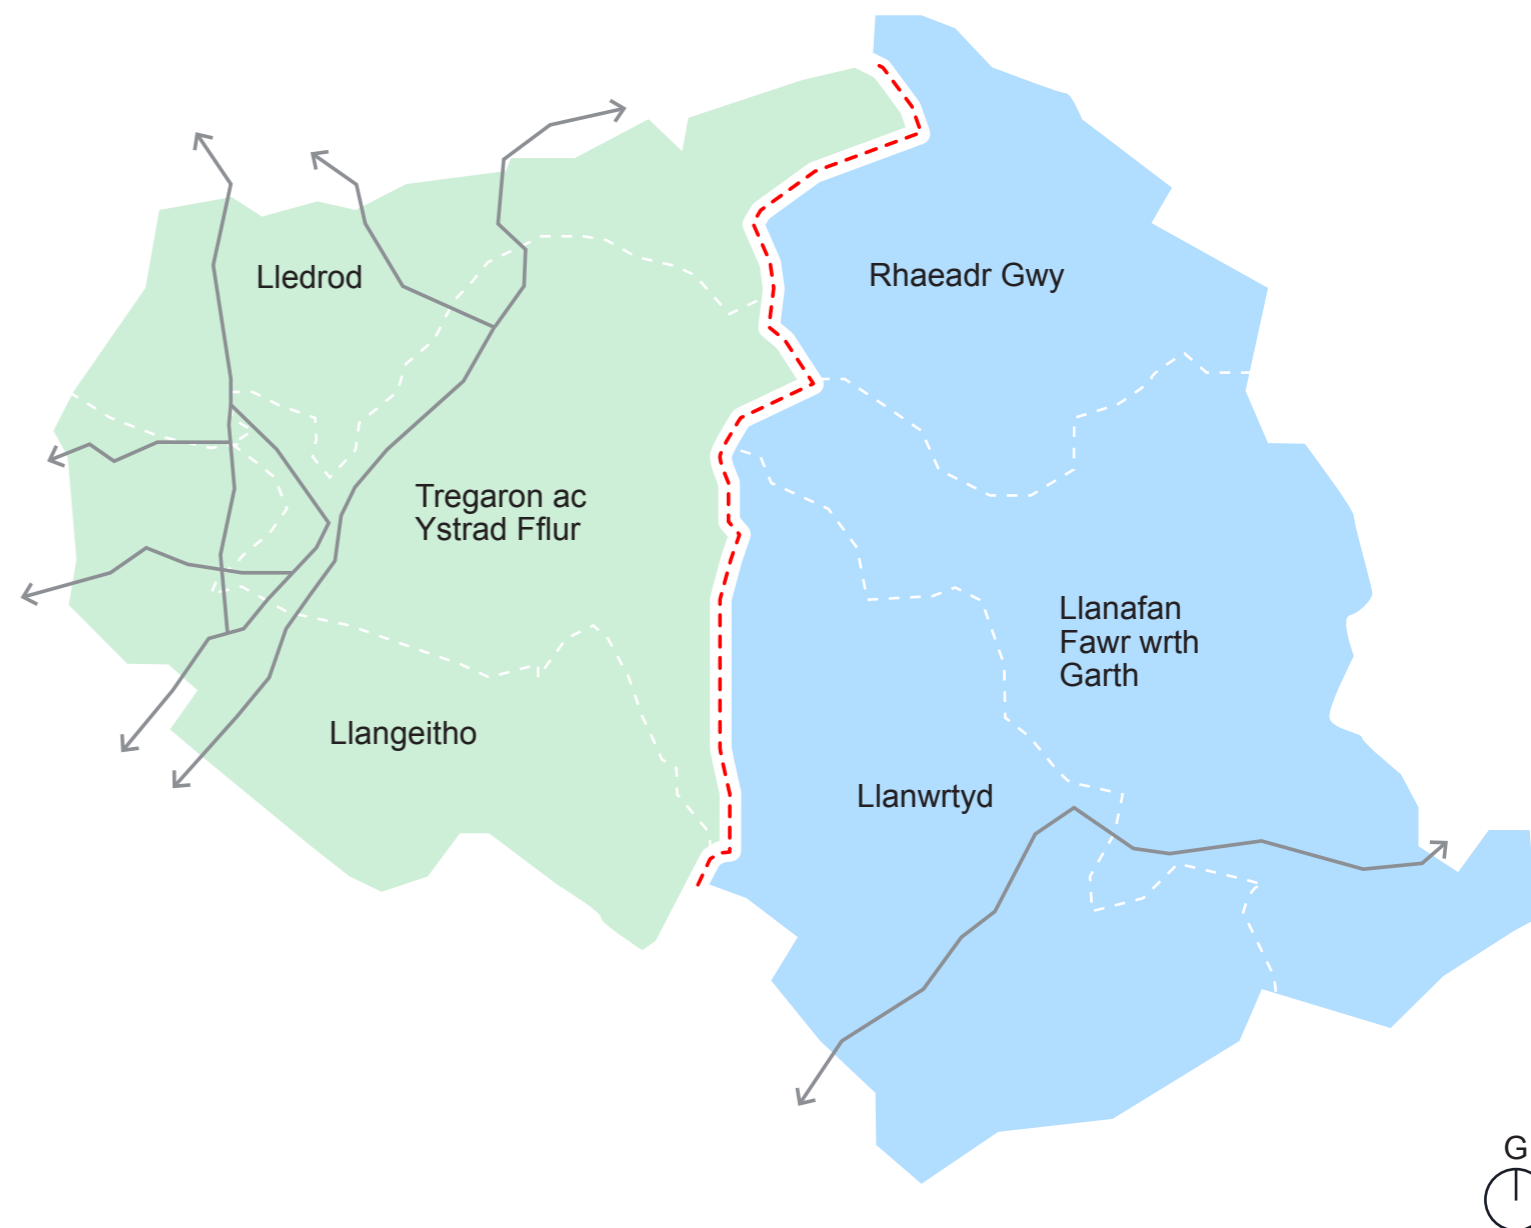 Lledrod
Rhaeadr Gwy
Tregaron ac
Ystrad Fflur
Llanafan
Fawr wrth
Garth
Llangeitho
Llanwrtyd
G